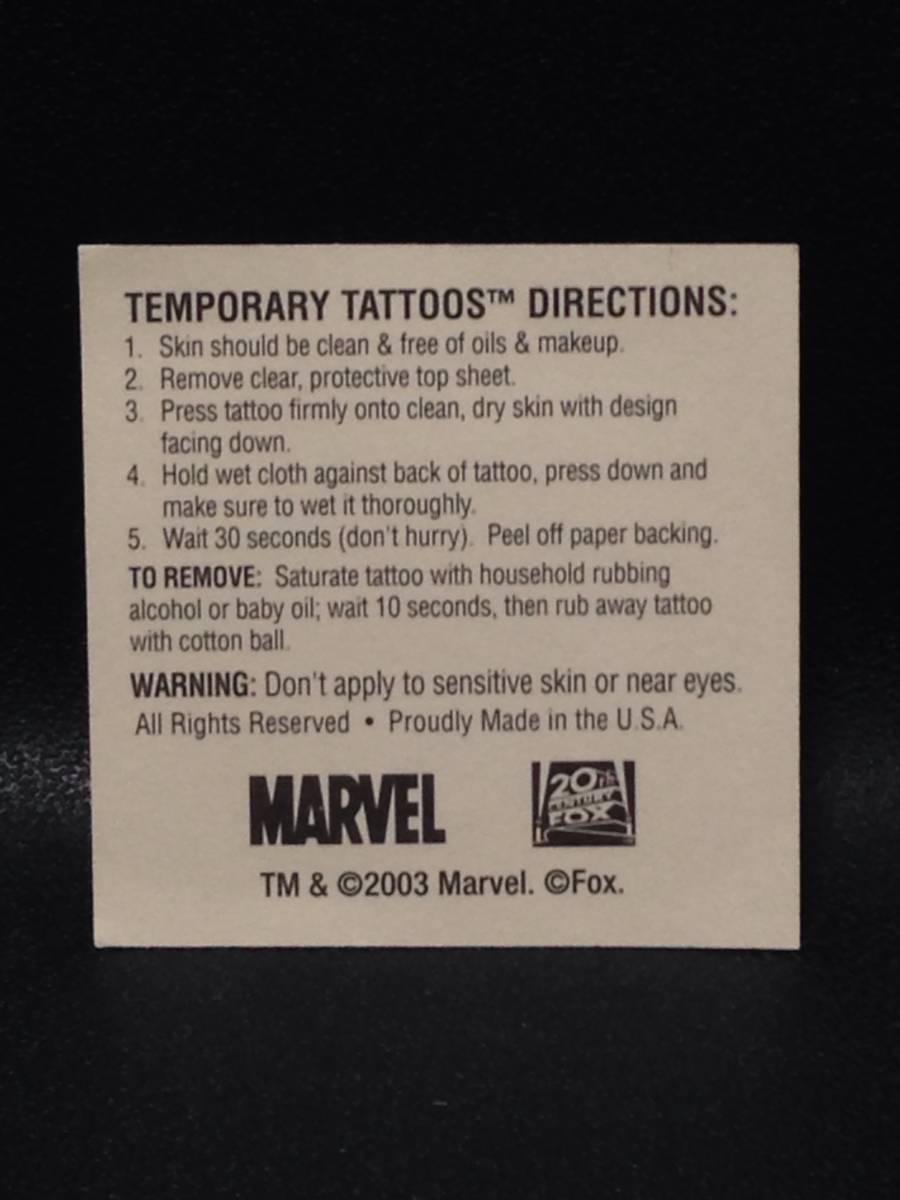 TEMPORARY TATTOOS™ DIRECTIONS:
1. Skin should be clean & free of oils & makeup.
2. Remove clear, protective top sheet.
3. Press tattoo firmly onto clean, dry skin with design
facing down.
4. Hold wet cloth against back of tattoo, press down and
make sure to wet it thoroughly.
5. Wait 30 seconds (don't hurry). Peel off paper backing.
TO REMOVE: Saturate tattoo with household rubbing
alcohol or baby oil; wait 10 seconds, then rub away tattoo
with cotton ball.
WARNING: Don't apply to sensitive skin or near eyes.
All Rights Reserved • Proudly Made in the U.S.A.
MARVEL
20TH
CENTURY
FOX
TM & ©2003 Marvel. ©Fox.